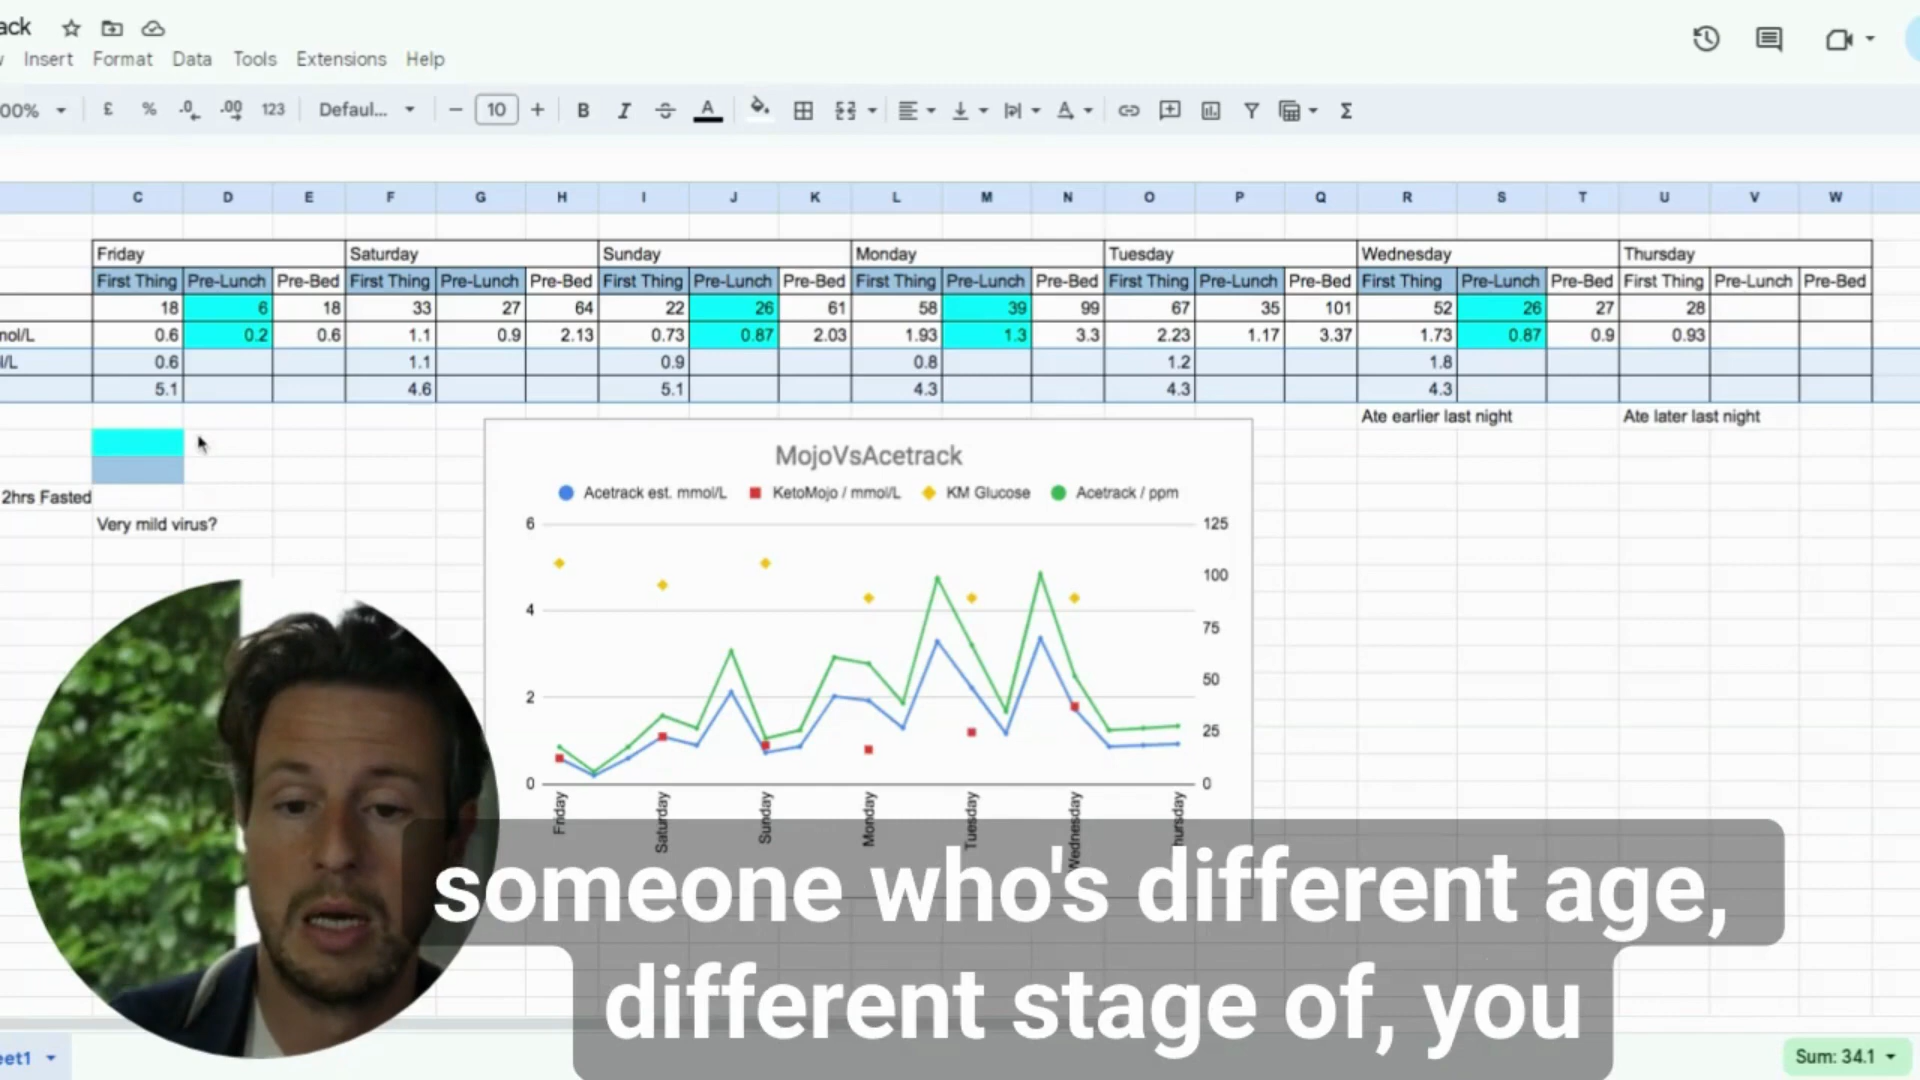 ack
Insert Format Data Tools Extensions Help
00% £ % .0 .00 123 Defaul... − 10 + B I A Σ
C D E F G H I J K L M N O P Q R S T U V W
Friday Saturday Sunday Monday Tuesday Wednesday Thursday
First Thing Pre-Lunch Pre-Bed First Thing Pre-Lunch Pre-Bed First Thing Pre-Lunch Pre-Bed First Thing Pre-Lunch Pre-Bed First Thing Pre-Lunch Pre-Bed First Thing Pre-Lunch Pre-Bed First Thing Pre-Lunch Pre-Bed
18 6 18 33 27 64 22 26 61 58 39 99 67 35 101 52 26 27 28
mol/L 0.6 0.2 0.6 1.1 0.9 2.13 0.73 0.87 2.03 1.93 1.3 3.3 2.23 1.17 3.37 1.73 0.87 0.9 0.93
l/L 0.6 1.1 0.9 0.8 1.2 1.8
5.1 4.6 5.1 4.3 4.3 4.3
Ate earlier last night Ate later last night
MojoVsAcetrack
Acetrack est. mmol/L KetoMojo / mmol/L KM Glucose Acetrack / ppm
2hrs Fasted
Very mild virus?
6 125
100
4
75
50
2
25
0 0
Friday Saturday Sunday Monday Tuesday Wednesday hursday
someone who's different age,
different stage of, you
eet1
Sum: 34.1